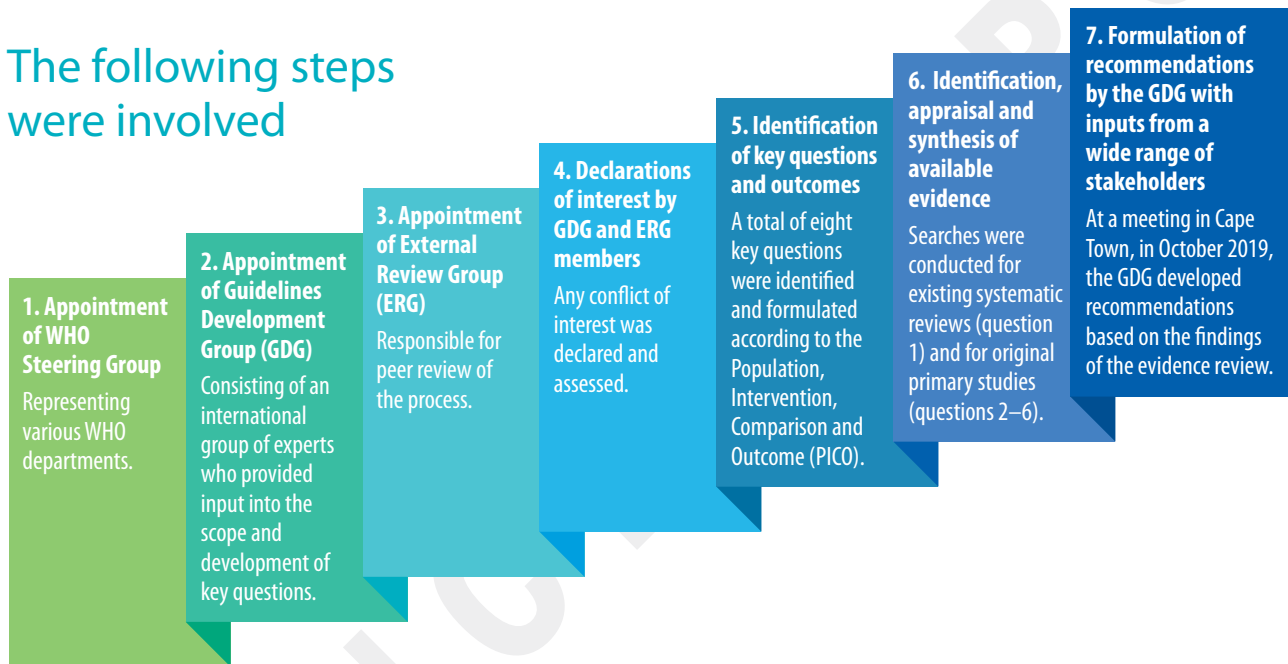 The following steps
were involved
1. Appointment
of WHO
Steering Group
Representing
various WHO
departments.
2. Appointment
of Guidelines
Development
Group (GDG)
Consisting of an
international
group of experts
who provided
input into the
scope and
development of
key questions.
3. Appointment
of External
Review Group
(ERG)
Responsible for
peer review of
the process.
4. Declarations
of interest by
GDG and ERG
members
Any conflict of
interest was
declared and
assessed.
5. Identification
of key questions
and outcomes
A total of eight
key questions
were identified
and formulated
according to the
Population,
Intervention,
Comparison and
Outcome (PICO).
6. Identification,
appraisal and
synthesis of
available
evidence
Searches were
conducted for
existing systematic
reviews (question
1) and for original
primary studies
(questions 2–6).
7. Formulation of
recommendations
by the GDG with
inputs from a
wide range of
stakeholders
At a meeting in Cape
Town, in October 2019,
the GDG developed
recommendations
based on the findings
of the evidence review.